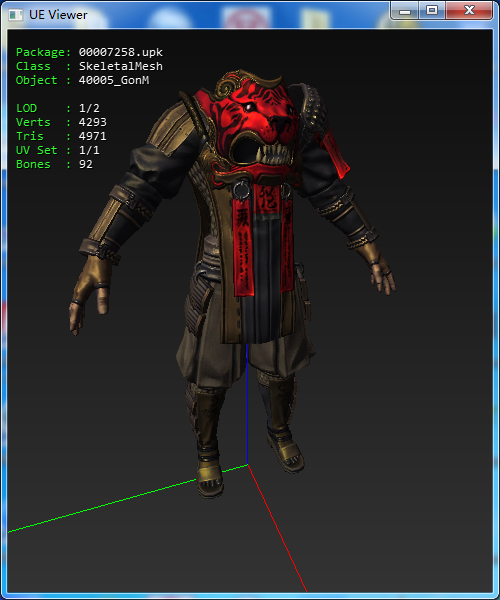 UE Viewer
Package: 00007258.upk
Class : SkeletalMesh
Object : 40005_GonM
LOD : 1/2
Verts : 4293
Tris : 4971
UV Set : 1/1
Bones : 92